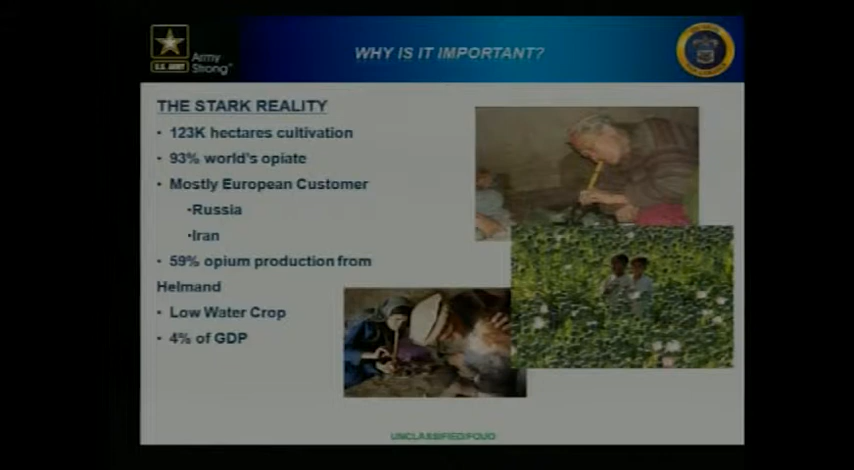 U.S. ARMY
Army
Strong
WHY IS IT IMPORTANT?
THE STARK REALITY
• 123K hectares cultivation
• 93% world's opiate
• Mostly European Customer
•Russia
•Iran
• 59% opium production from
Helmand
• Low Water Crop
• 4% of GDP
UNCLASSIFIED//FOUO